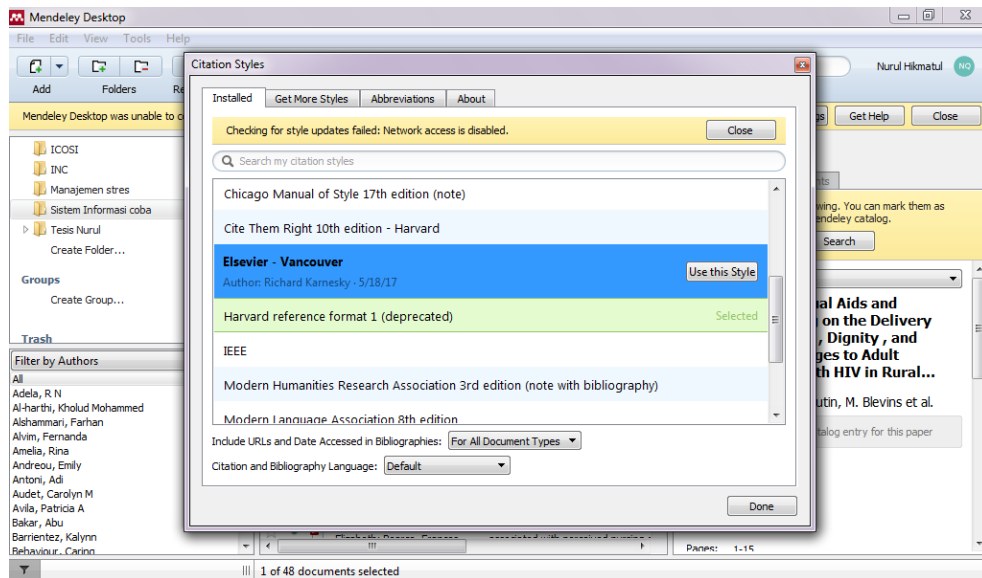 Mendeley Desktop
File Edit View Tools Help
Add Folders Re
Nurul Hikmatul NQ
Mendeley Desktop was unable to
Get Help Close
ICOSI
INC
Manajemen stres
Sistem Informasi coba
Tesis Nurul
Create Folder...
Groups
Create Group...
Trash
Filter by Authors
All
Adela, R N
Al-harthi, Kholud Mohammed
Alshammari, Farhan
Alvim, Fernanda
Amelia, Rina
Andreou, Emily
Antoni, Adi
Audet, Carolyn M
Avila, Patricia A
Bakar, Abu
Barrientez, Kalynn
Behaviour, Caring
Citation Styles
Installed Get More Styles Abbreviations About
Checking for style updates failed: Network access is disabled. Close
Search my citation styles
Chicago Manual of Style 17th edition (note)
Cite Them Right 10th edition - Harvard
Elsevier - Vancouver
Author: Richard Karnesky - 5/18/17
Use this Style
Harvard reference format 1 (deprecated) Selected
IEEE
Modern Humanities Research Association 3rd edition (note with bibliography)
Modern Language Association 8th edition
Include URLs and Date Accessed in Bibliographies: For All Document Types
Citation and Bibliography Language: Default
Done
wing. You can mark them as
endeley catalog.
Search
al Aids and
on the Delivery
, Dignity , and
ges to Adult
th HIV in Rural...
utin, M. Blevins et al.
talog entry for this paper
Pages: 1-15
1 of 48 documents selected